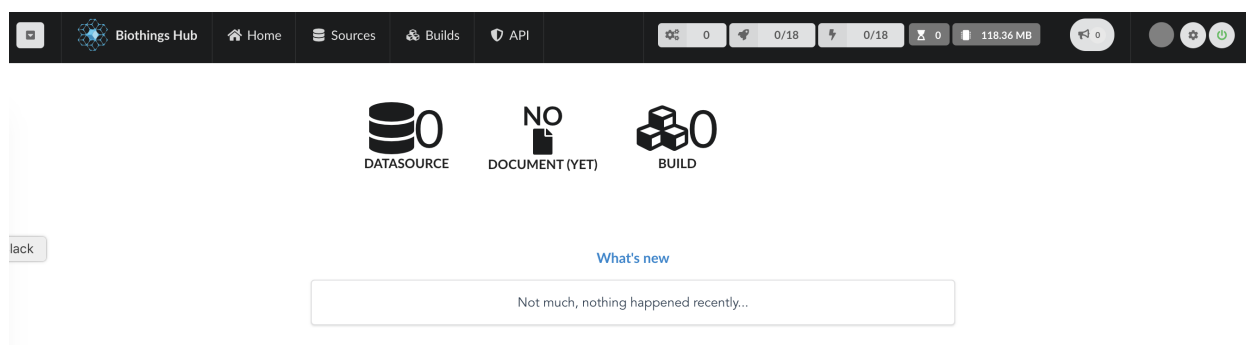 Biothings Hub Home Sources Builds API 0 0/18 0/18 0 118.36 MB 0
0 NO 0
DATASOURCE DOCUMENT (YET) BUILD
lack
What's new
Not much, nothing happened recently...